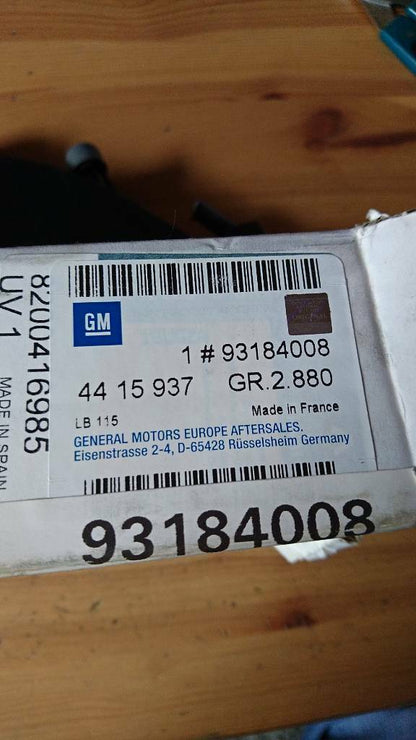 GM
1 # 93184008
44 15 937 GR.2.880
LB 115 Made in France
GENERAL MOTORS EUROPE AFTERSALES.
Eisenstrasse 2-4, D-65428 Rüsselsheim Germany
93184008
8200416985
UV 1
MADE IN SPAIN